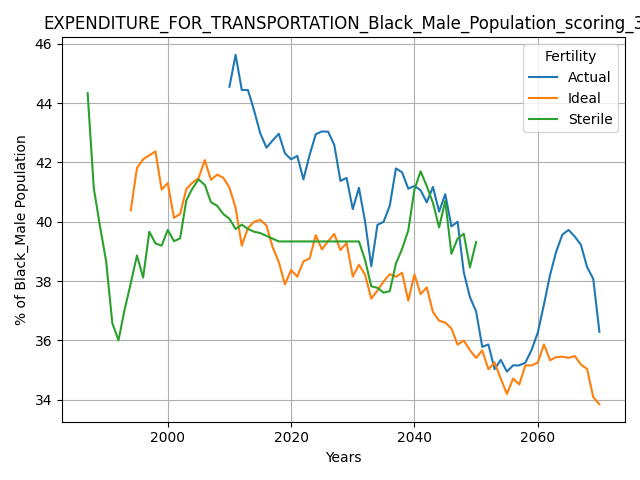 EXPENDITURE_FOR_TRANSPORTATION_Black_Male_Population_scoring_3
46
44
42
40
38
36
34
% of Black_Male Population
Fertility
Actual
Ideal
Sterile
2000
2020
2040
2060
Years